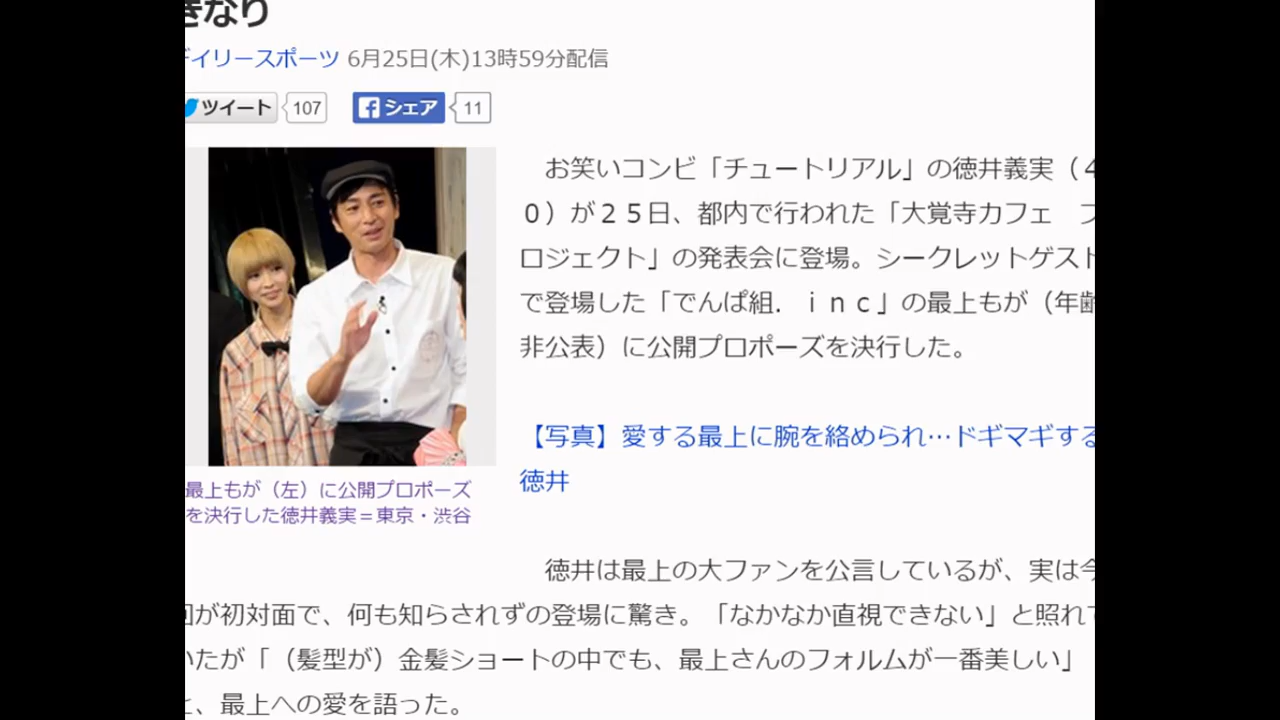 きなり
デイリースポーツ 6月25日(木)13時59分配信
ツイート 107 シェア 11
お笑いコンビ「チュートリアル」の徳井義実（４
０）が２５日、都内で行われた「大覚寺カフェ　プ
ロジェクト」の発表会に登場。シークレットゲスト
で登場した「でんぱ組．ｉｎｃ」の最上もが（年齢
非公表）に公開プロポーズを決行した。
【写真】愛する最上に腕を絡められ…ドギマギする
徳井
最上もが（左）に公開プロポーズ
を決行した徳井義実＝東京・渋谷
徳井は最上の大ファンを公言しているが、実は今
回が初対面で、何も知らされずの登場に驚き。「なかなか直視できない」と照れて
いたが「（髪型が）金髪ショートの中でも、最上さんのフォルムが一番美しい」
と、最上への愛を語った。